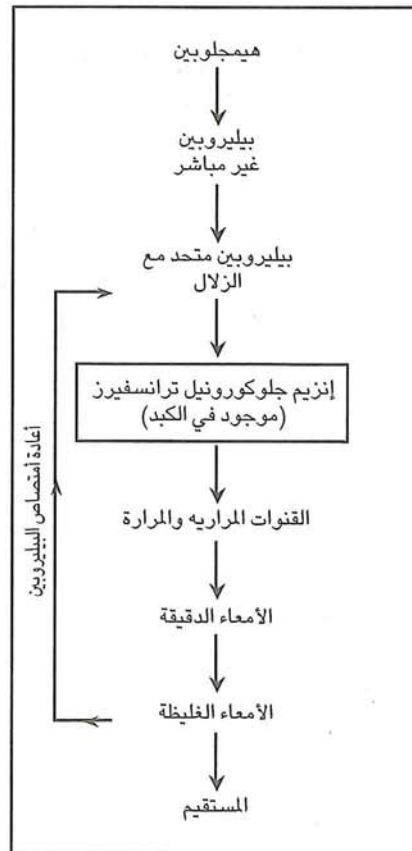 هيمجلوبين
بيليروبين
غير مباشر
بيليروبين متحد مع
الزلال
إنزيم جلوكورونيل ترانسفيرز
(موجود في الكبد)
القنوات المراريه والمرارة
الأمعاء الدقيقة
الأمعاء الغليظة
المستقيم
أعادة أمتصاص البيليروبين